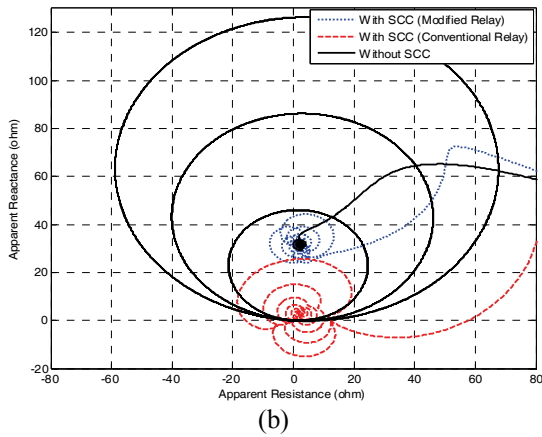 With SCC (Modified Relay)
With SCC (Conventional Relay)
Without SCC
120
100
80
60
40
20
0
-20
Apparent Reactance (ohm)
-80 -60 -40 -20 0 20 40 60 80
Apparent Resistance (ohm)
(b)